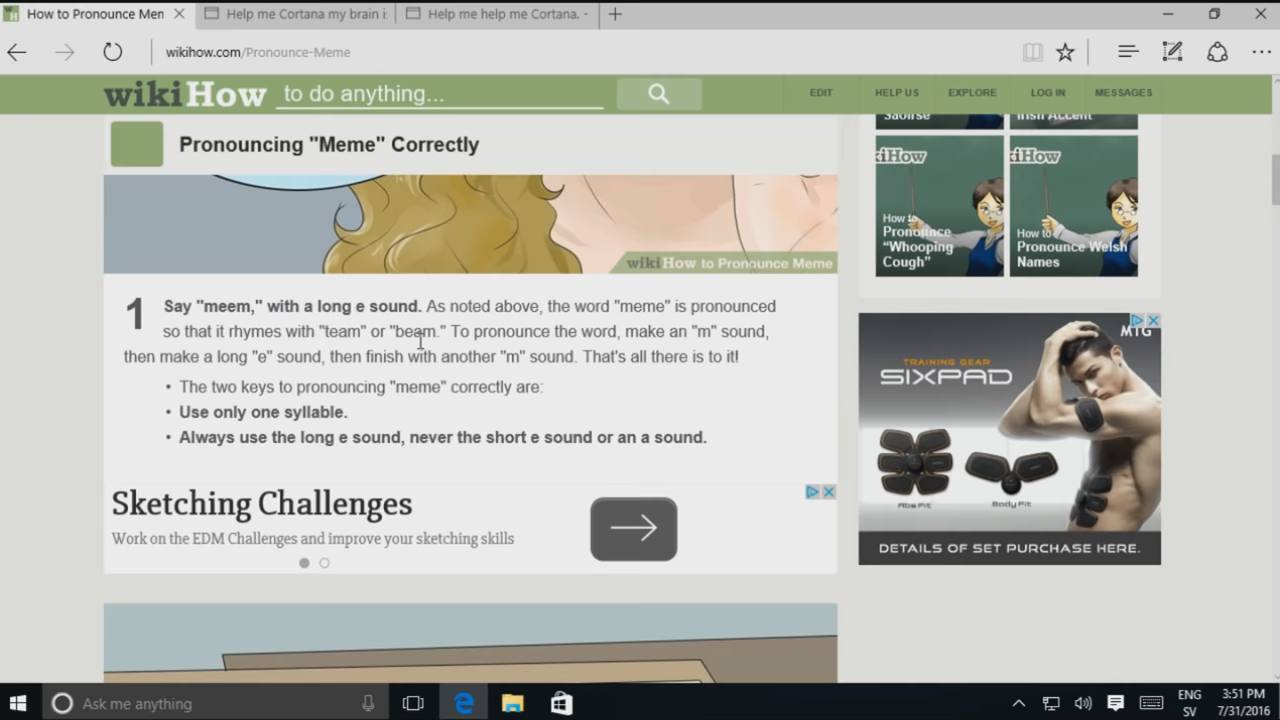 How to Pronounce Men
Help me Cortana my brain i
Help me help me Cortana. -
wikihow.com/Pronounce-Meme
wikiHow to do anything...
EDIT HELP US EXPLORE LOG IN MESSAGES
Pronouncing "Meme" Correctly
Saoirse
Irish Accent
wikiHow to Pronounce Meme
1 Say "meem," with a long e sound. As noted above, the word "meme" is pronounced
so that it rhymes with "team" or "beam." To pronounce the word, make an "m" sound,
then make a long "e" sound, then finish with another "m" sound. That's all there is to it!
• The two keys to pronouncing "meme" correctly are:
• Use only one syllable.
• Always use the long e sound, never the short e sound or an a sound.
Sketching Challenges
Work on the EDM Challenges and improve your sketching skills
kiHow
How to
Pronounce
“Whooping
Cough”
kiHow
How to
Pronounce Welsh
Names
MTG
TRAINING GEAR
SIXPAD
Abs Fit
Body Fit
DETAILS OF SET PURCHASE HERE.
Ask me anything
ENG
SV
3:51 PM
7/31/2016